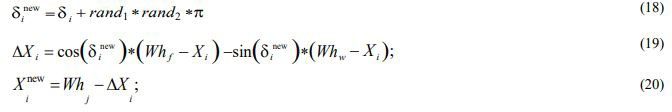 δ_i^new = δ_i + rand_1 * rand_2 * π (18)
ΔX_i = cos(δ_i^new) * (Wh_f − X_i) − sin(δ_i^new) * (Wh_w − X_i); (19)
X_i^new = Wh_j − ΔX_i; (20)